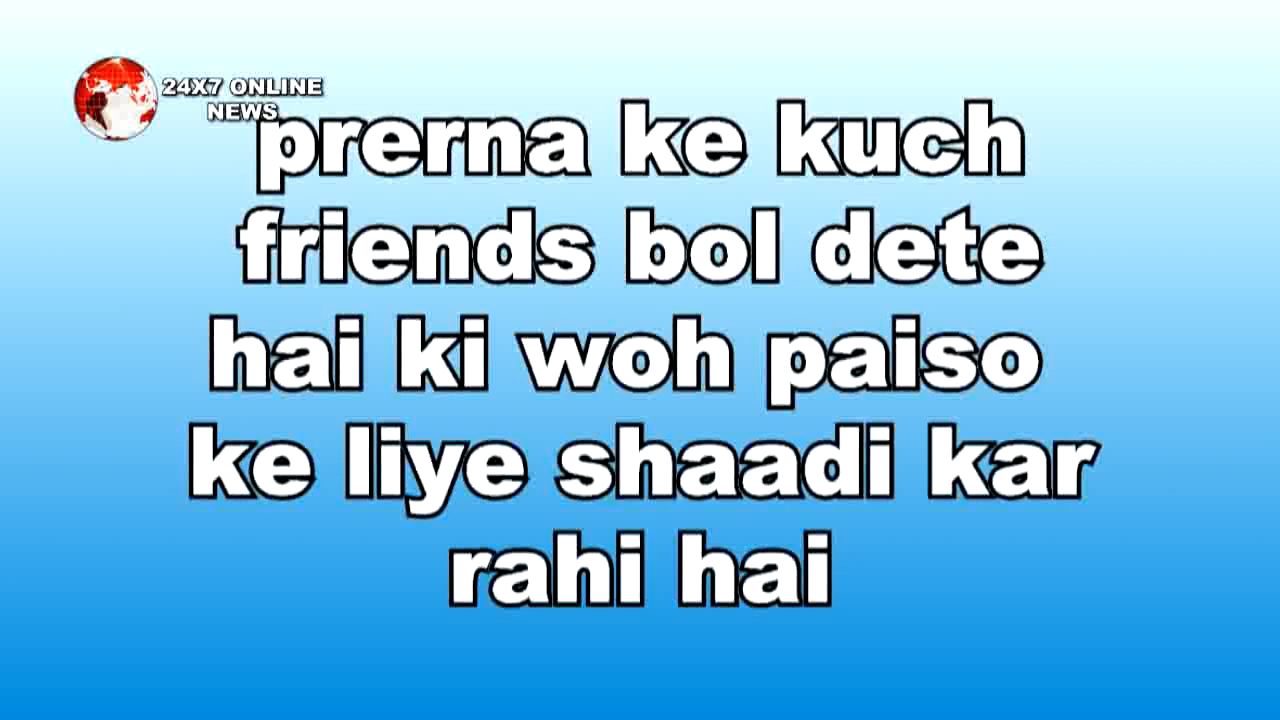 24X7 ONLINE
NEWS
prerna ke kuch
friends bol dete
hai ki woh paiso
ke liye shaadi kar
rahi hai